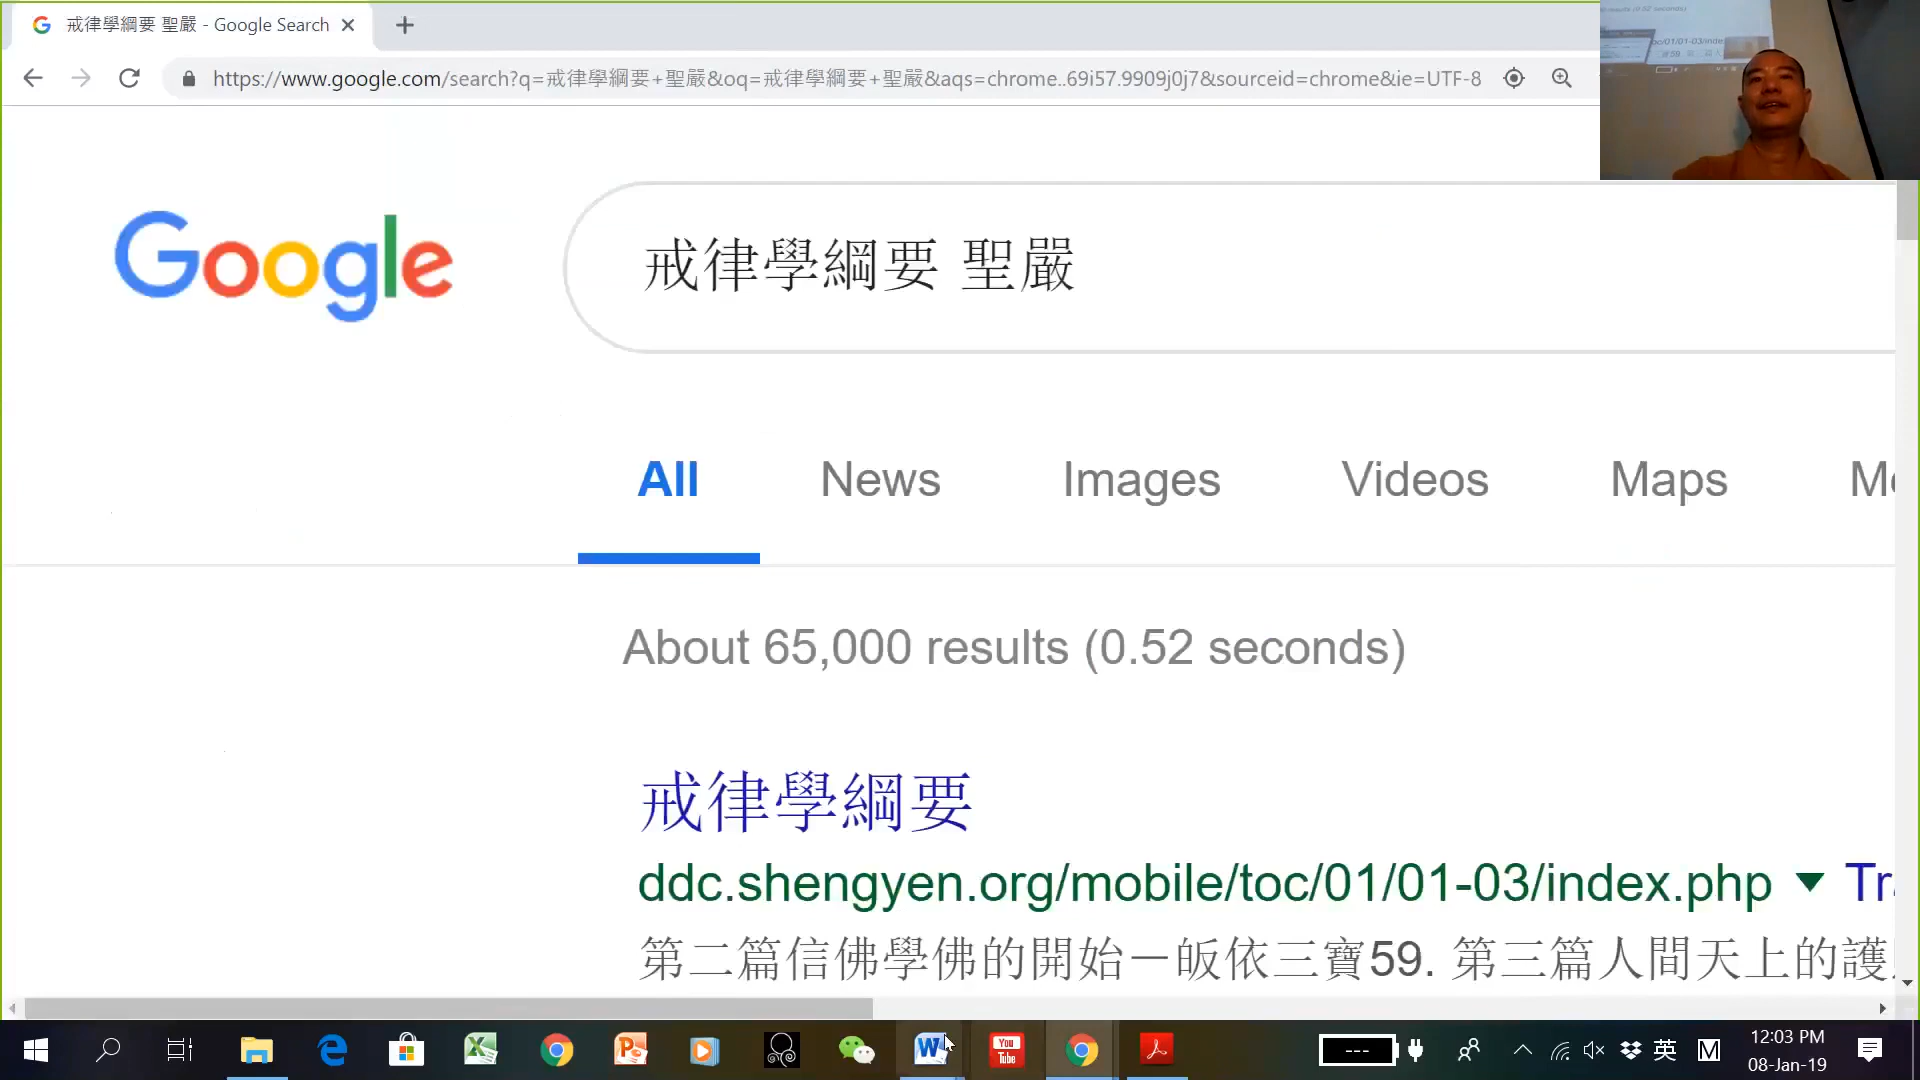 戒律學綱要 聖嚴 - Google Search
https://www.google.com/search?q=戒律學綱要+聖嚴&oq=戒律學綱要+聖嚴&aqs=chrome..69i57.9909j0j7&sourceid=chrome&ie=UTF-8
Google
戒律學綱要 聖嚴
All News Images Videos Maps
About 65,000 results (0.52 seconds)
戒律學綱要
ddc.shengyen.org/mobile/toc/01/01-03/index.php
第二篇信佛學佛的開始－皈依三寶59. 第三篇人間天上的護
You
Tube
英 M
12:03 PM
08-Jan-19